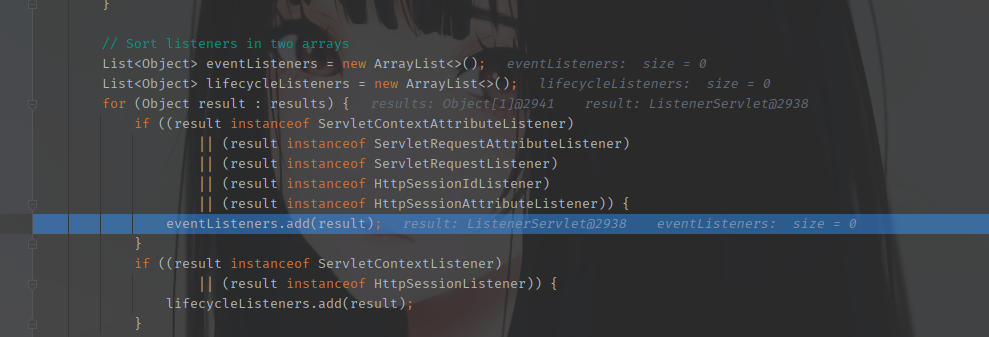 }
// Sort listeners in two arrays
List<Object> eventListeners = new ArrayList<>();   eventListeners:  size = 0
List<Object> lifecycleListeners = new ArrayList<>();   lifecycleListeners:  size = 0
for (Object result : results) {   results: Object[1]@2941    result: ListenerServlet@2938
if ((result instanceof ServletContextAttributeListener)
|| (result instanceof ServletRequestAttributeListener)
|| (result instanceof ServletRequestListener)
|| (result instanceof HttpSessionIdListener)
|| (result instanceof HttpSessionAttributeListener)) {
eventListeners.add(result);   result: ListenerServlet@2938    eventListeners:  size = 0
}
if ((result instanceof ServletContextListener)
|| (result instanceof HttpSessionListener)) {
lifecycleListeners.add(result);
}